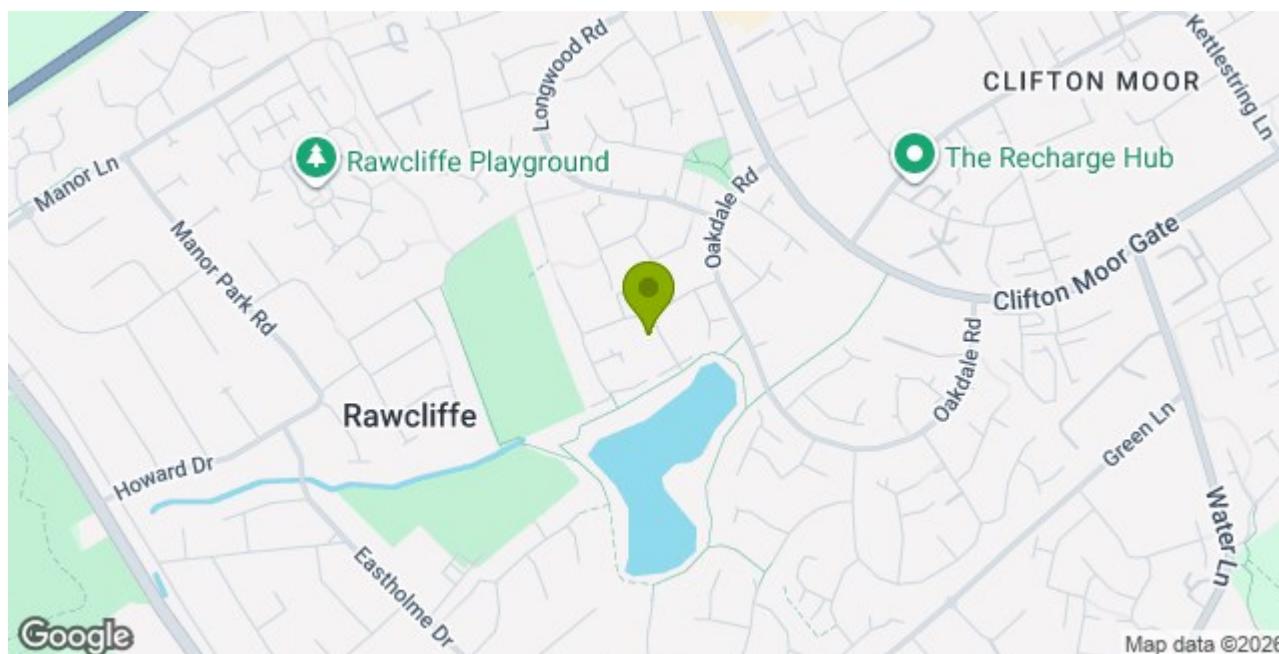 Longwood Rd
Kettlestring Ln
CLIFTON MOOR
Rawcliffe Playground
The Recharge Hub
Manor Ln
Oakdale Rd
Manor Park Rd
Clifton Moor Gate
Oakdale Rd
Rawcliffe
Green Ln
Howard Dr
Water Ln
Eastholme Dr
Google
Map data ©2026